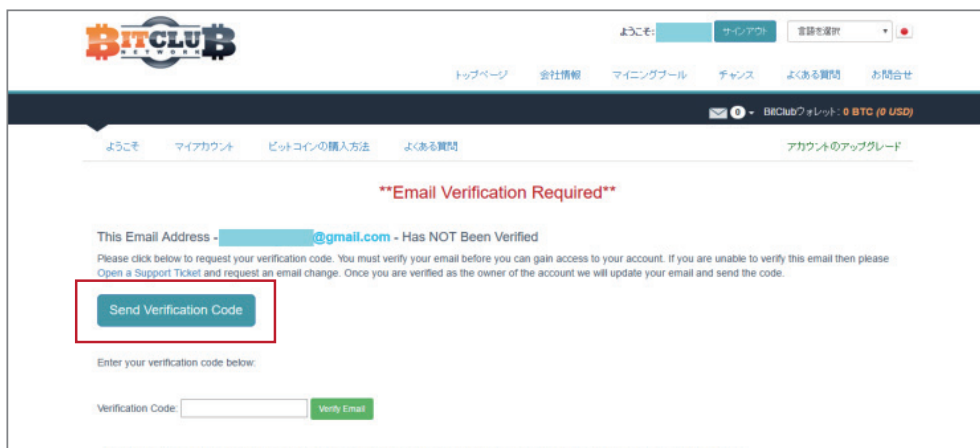 BITCLUB
NETWORK
ようこそ: サインアウト 言語を選択
トップページ 会社情報 マイニングプール チャンス よくある質問 お問合せ
0 BitClubウォレット: 0 BTC (0 USD)
ようこそ マイアカウント ビットコインの購入方法 よくある質問 アカウントのアップグレード
**Email Verification Required**
This Email Address - @gmail.com - Has NOT Been Verified
Please click below to request your verification code. You must verify your email before you can gain access to your account. If you are unable to verify this email then please
Open a Support Ticket and request an email change. Once you are verified as the owner of the account we will update your email and send the code.
Send Verification Code
Enter your verification code below:
Verification Code: Verify Email